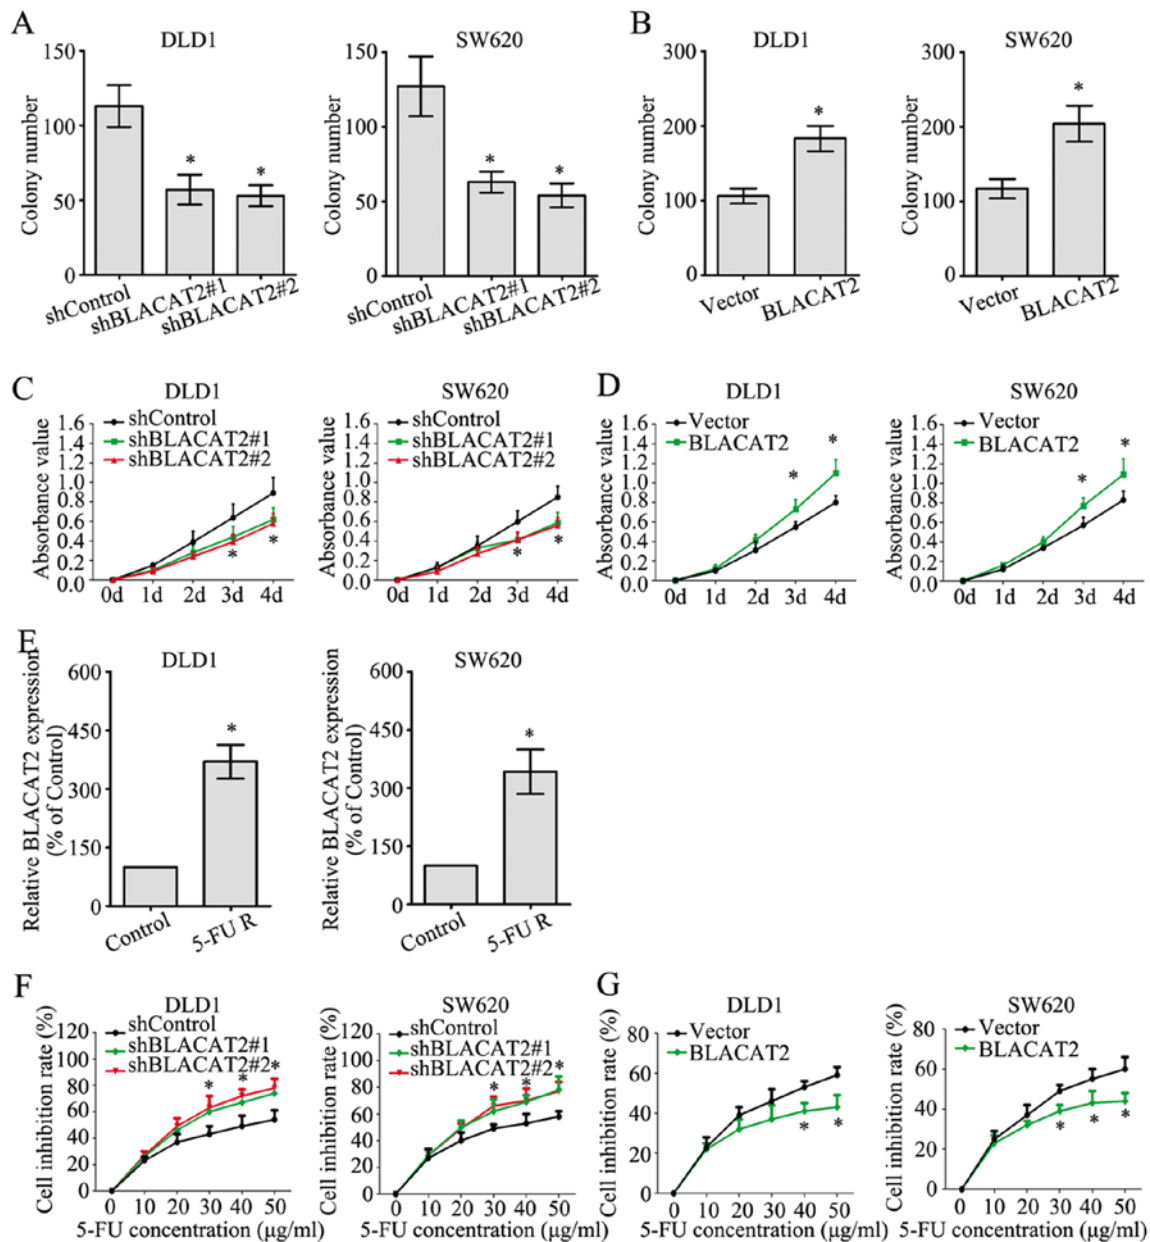 A
DLD1
SW620
B
DLD1
SW620
Colony number
150
100
50
0
*
*
shControl
shBLACAT2#1
shBLACAT2#2
Colony number
150
100
50
0
*
*
shControl
shBLACAT2#1
shBLACAT2#2
Colony number
300
200
100
0
*
Vector
BLACAT2
Colony number
300
200
100
0
*
Vector
BLACAT2
C
DLD1
Absorbance value
1.6
1.4
1.2
1.0
0.8
0.6
0.4
0.2
0.0
shControl
shBLACAT2#1
shBLACAT2#2
* *
0d 1d 2d 3d 4d
SW620
Absorbance value
1.6
1.4
1.2
1.0
0.8
0.6
0.4
0.2
0.0
shControl
shBLACAT2#1
shBLACAT2#2
* *
0d 1d 2d 3d 4d
D
DLD1
Absorbance value
1.6
1.4
1.2
1.0
0.8
0.6
0.4
0.2
0.0
Vector
BLACAT2
* *
0d 1d 2d 3d 4d
SW620
Absorbance value
1.6
1.4
1.2
1.0
0.8
0.6
0.4
0.2
0.0
Vector
BLACAT2
* *
0d 1d 2d 3d 4d
E
DLD1
Relative BLACAT2 expression
(% of Control)
600
450
300
150
0
*
Control
5-FU R
SW620
Relative BLACAT2 expression
(% of Control)
600
450
300
150
0
*
Control
5-FU R
F
DLD1
Cell inhibition rate (%)
120
100
80
60
40
20
0
shControl
shBLACAT2#1
shBLACAT2#2
* * *
0 10 20 30 40 50
5-FU concentration (μg/ml)
SW620
Cell inhibition rate (%)
120
100
80
60
40
20
0
shControl
shBLACAT2#1
shBLACAT2#2
* * *
0 10 20 30 40 50
5-FU concentration (μg/ml)
G
DLD1
Cell inhibition rate (%)
80
60
40
20
0
Vector
BLACAT2
* *
0 10 20 30 40 50
5-FU concentration (μg/ml)
SW620
Cell inhibition rate (%)
80
60
40
20
0
Vector
BLACAT2
* * *
0 10 20 30 40 50
5-FU concentration (μg/ml)